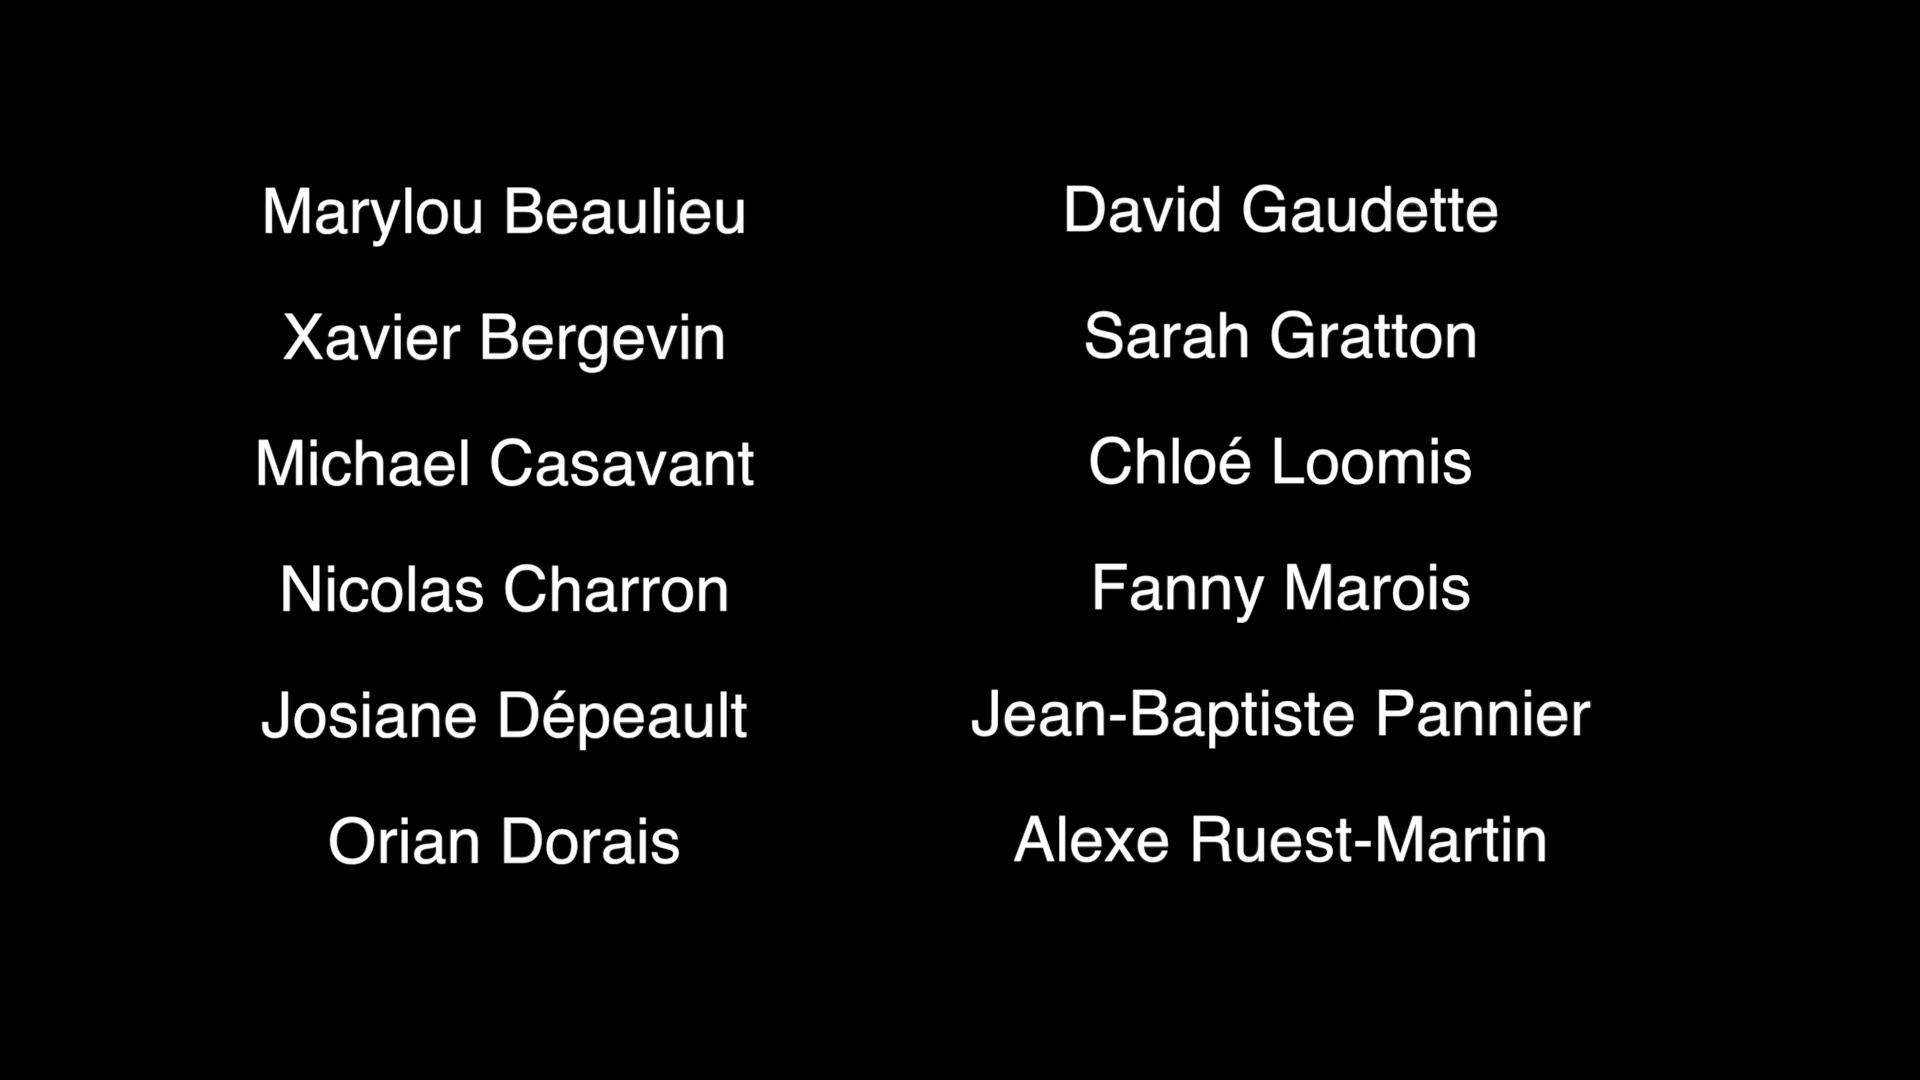 Marylou Beaulieu
Xavier Bergevin
Michael Casavant
Nicolas Charron
Josiane Dépeault
Orian Dorais
David Gaudette
Sarah Gratton
Chloé Loomis
Fanny Marois
Jean-Baptiste Pannier
Alexe Ruest-Martin